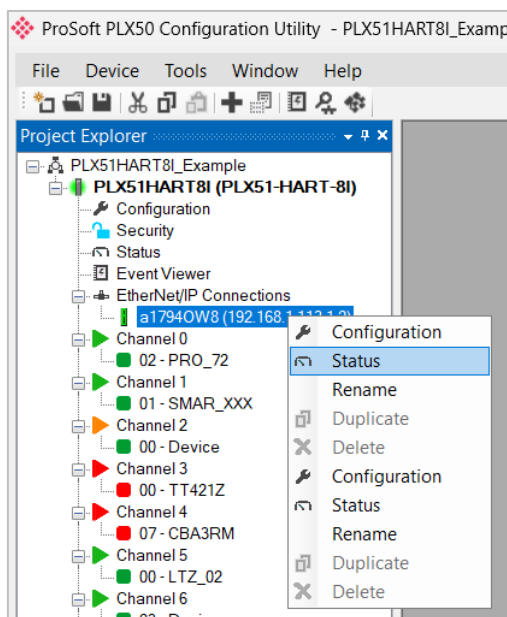 ProSoft PLX50 Configuration Utility - PLX51HART8I_Examp
File Device Tools Window Help
Project Explorer
PLX51HART8I_Example
PLX51HART8I (PLX51-HART-8I)
Configuration
Security
Status
Event Viewer
EtherNet/IP Connections
a1794OW8 (192.168.1.112,1.2)
Channel 0
02 - PRO_72
Channel 1
01 - SMAR_XXX
Channel 2
00 - Device
Channel 3
00 - TT421Z
Channel 4
07 - CBA3RM
Channel 5
00 - LTZ_02
Channel 6
Configuration
Status
Rename
Duplicate
Delete
Configuration
Status
Rename
Duplicate
Delete